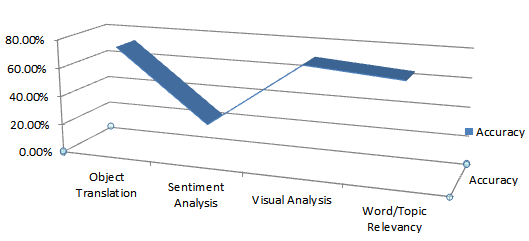 80.00%
60.00%
40.00%
20.00%
0.00%
Object
Translation
Sentiment
Analysis
Visual Analysis
Word/Topic
Relevancy
Accuracy
Accuracy